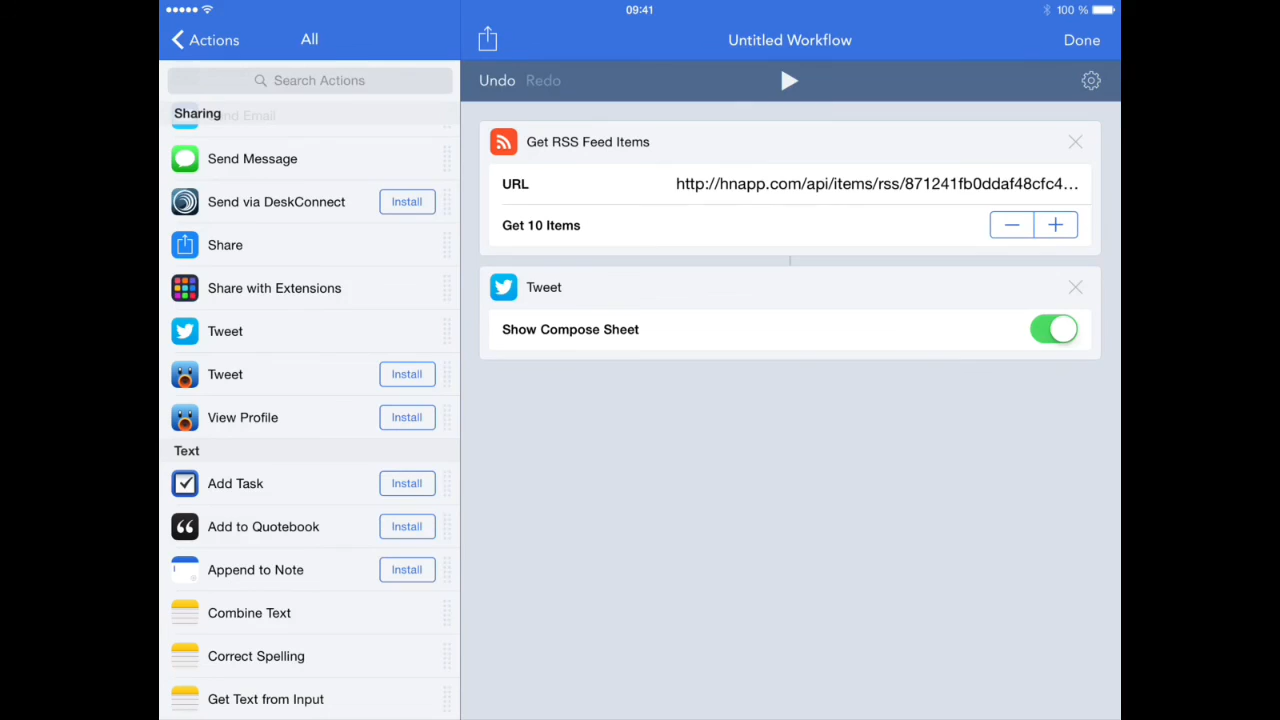 09:41
100 %
Actions
All
Untitled Workflow
Done
Search Actions
Undo
Redo
Sharing
Send Message
Send via DeskConnect
Install
Share
Share with Extensions
Tweet
Tweet
Install
View Profile
Install
Text
Add Task
Install
Add to Quotebook
Install
Append to Note
Install
Combine Text
Correct Spelling
Get Text from Input
Get RSS Feed Items
URL
http://hnapp.com/api/items/rss/871241fb0ddaf48cfc4...
Get 10 Items
Tweet
Show Compose Sheet